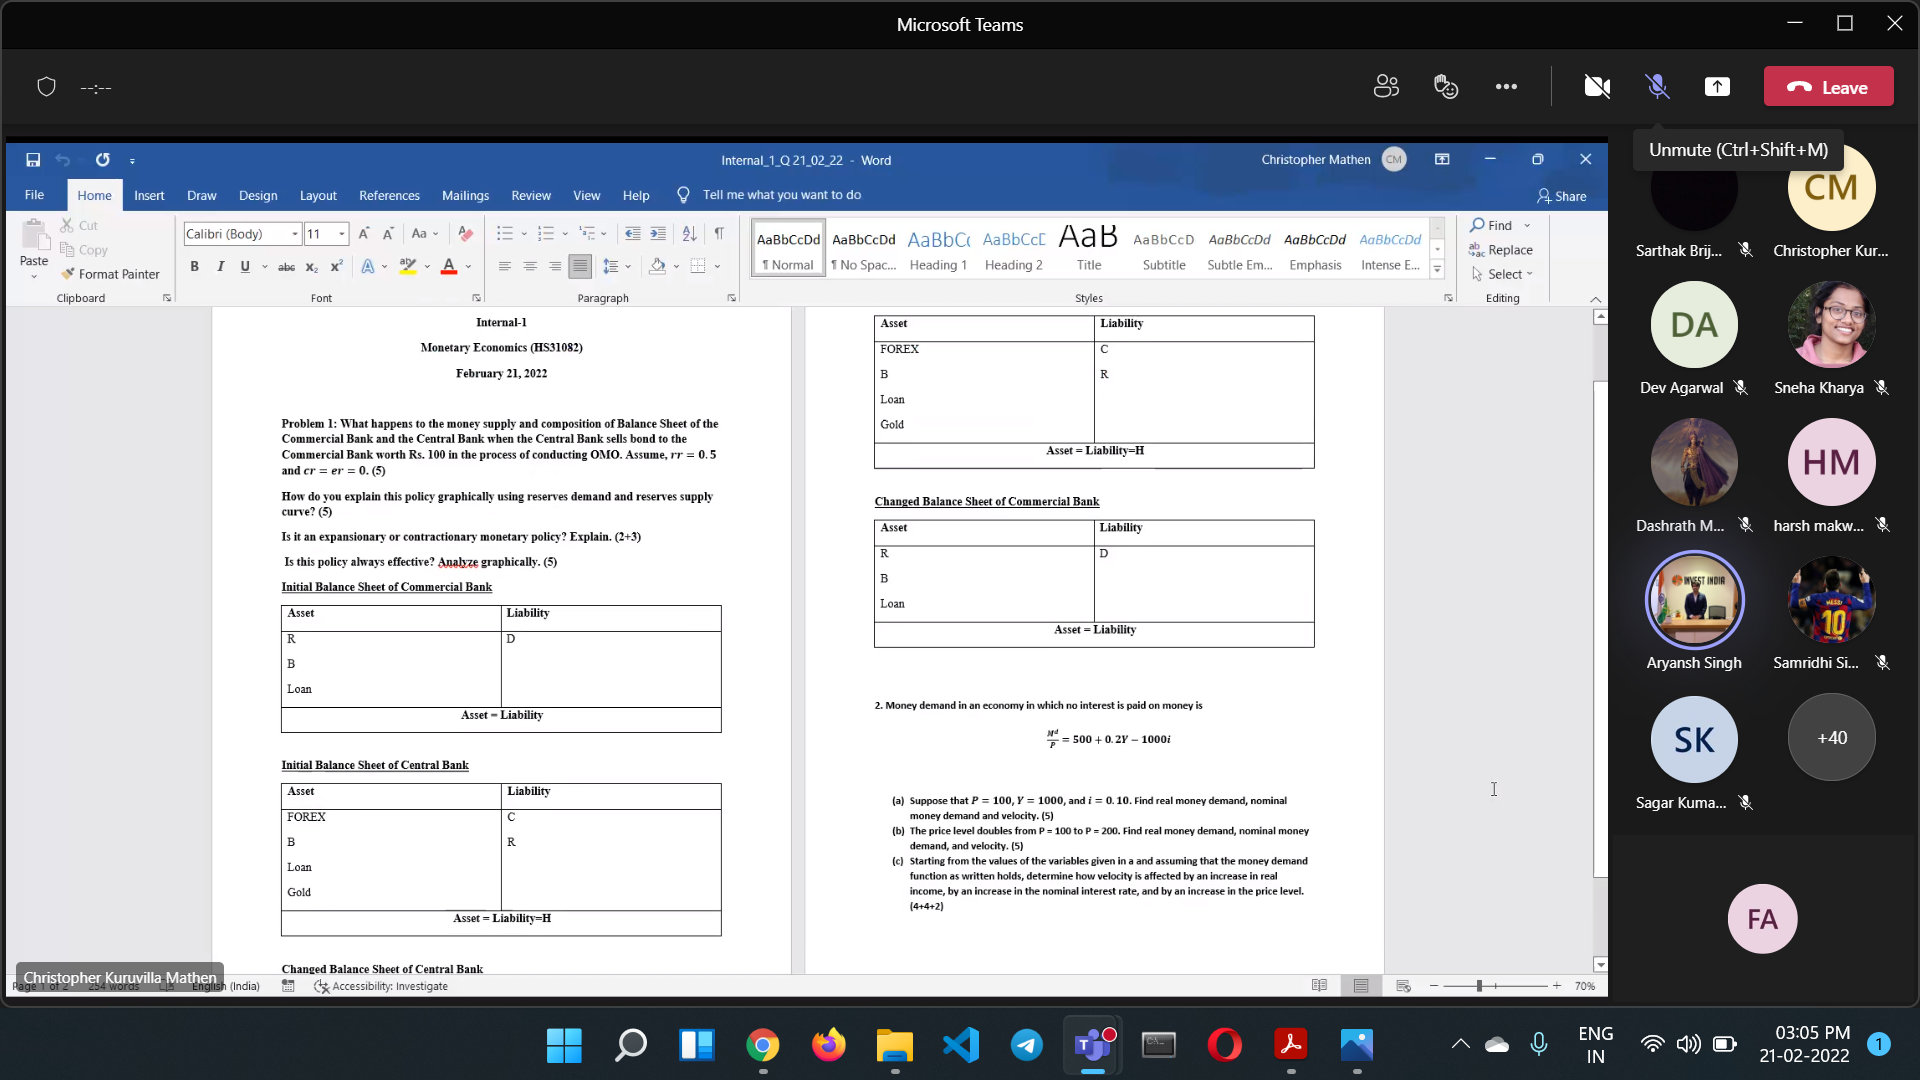 Microsoft Teams
--:--
Leave
Unmute (Ctrl+Shift+M)
Internal_1_Q 21_02_22 - Word
Christopher Mathen
CM
File Home Insert Draw Design Layout References Mailings Review View Help Tell me what you want to do
Share
Paste
Cut
Copy
Format Painter
Clipboard
Calibri (Body) 11
Font
Paragraph
AaBbCcDd AaBbCcDd AaBbC AaBbCcC AaB AaBbCcD AaBbCcDd AaBbCcDd AaBbCcDd
¶ Normal ¶ No Spac... Heading 1 Heading 2 Title Subtitle Subtle Em... Emphasis Intense E...
Styles
Find
Replace
Select
Editing
Internal-1
Monetary Economics (HS31082)
February 21, 2022
Problem 1: What happens to the money supply and composition of Balance Sheet of the
Commercial Bank and the Central Bank when the Central Bank sells bond to the
Commercial Bank worth Rs. 100 in the process of conducting OMO. Assume, rr = 0.5
and cr = er = 0. (5)
How do you explain this policy graphically using reserves demand and reserves supply
curve? (5)
Is it an expansionary or contractionary monetary policy? Explain. (2+3)
Is this policy always effective? Analyze graphically. (5)
Initial Balance Sheet of Commercial Bank
Asset Liability
R D
B
Loan
Asset = Liability
Initial Balance Sheet of Central Bank
Asset Liability
FOREX C
B R
Loan
Gold
Asset = Liability=H
Changed Balance Sheet of Central Bank
Asset Liability
FOREX C
B R
Loan
Gold
Asset = Liability=H
Changed Balance Sheet of Commercial Bank
Asset Liability
R D
B
Loan
Asset = Liability
2. Money demand in an economy in which no interest is paid on money is
M^d/P = 500 + 0.2Y − 1000i
(a) Suppose that P = 100, Y = 1000, and i = 0.10. Find real money demand, nominal
money demand and velocity. (5)
(b) The price level doubles from P = 100 to P = 200. Find real money demand, nominal money
demand, and velocity. (5)
(c) Starting from the values of the variables given in a and assuming that the money demand
function as written holds, determine how velocity is affected by an increase in real
income, by an increase in the nominal interest rate, and by an increase in the price level.
(4+4+2)
Christopher Kuruvilla Mathen
Page 1 of 2 254 words English (India) Accessibility: Investigate
70%
CM
Sarthak Brij... Christopher Kur...
DA
Dev Agarwal Sneha Kharya
HM
Dashrath M... harsh makw...
INVEST INDIA
MESSI
10
Aryansh Singh Samridhi Si...
SK +40
Sagar Kuma...
FA
ENG
IN
03:05 PM
21-02-2022
1